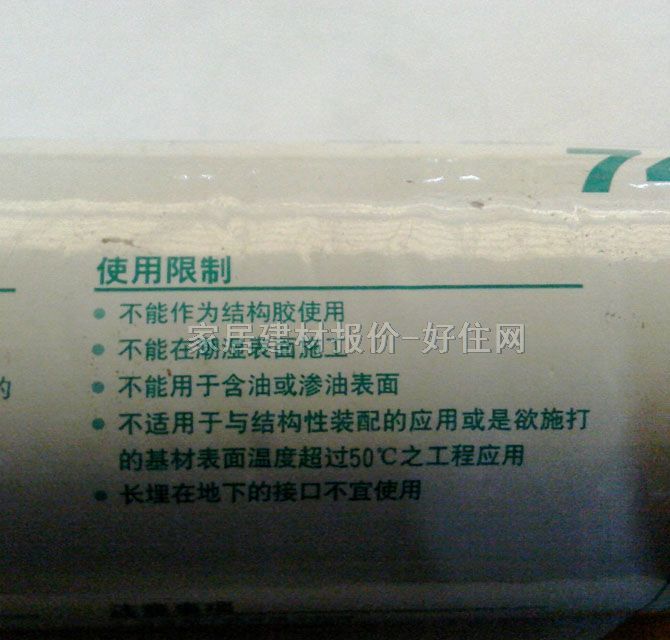 74
使用限制
• 不能作为结构胶使用
家居建材报价-好住网
• 不能在潮湿表面施工
• 不能用于含油或渗油表面
的
• 不适用于与结构性装配的应用或是欲施打
的基材表面温度超过50℃之工程应用
• 长埋在地下的接口不宜使用